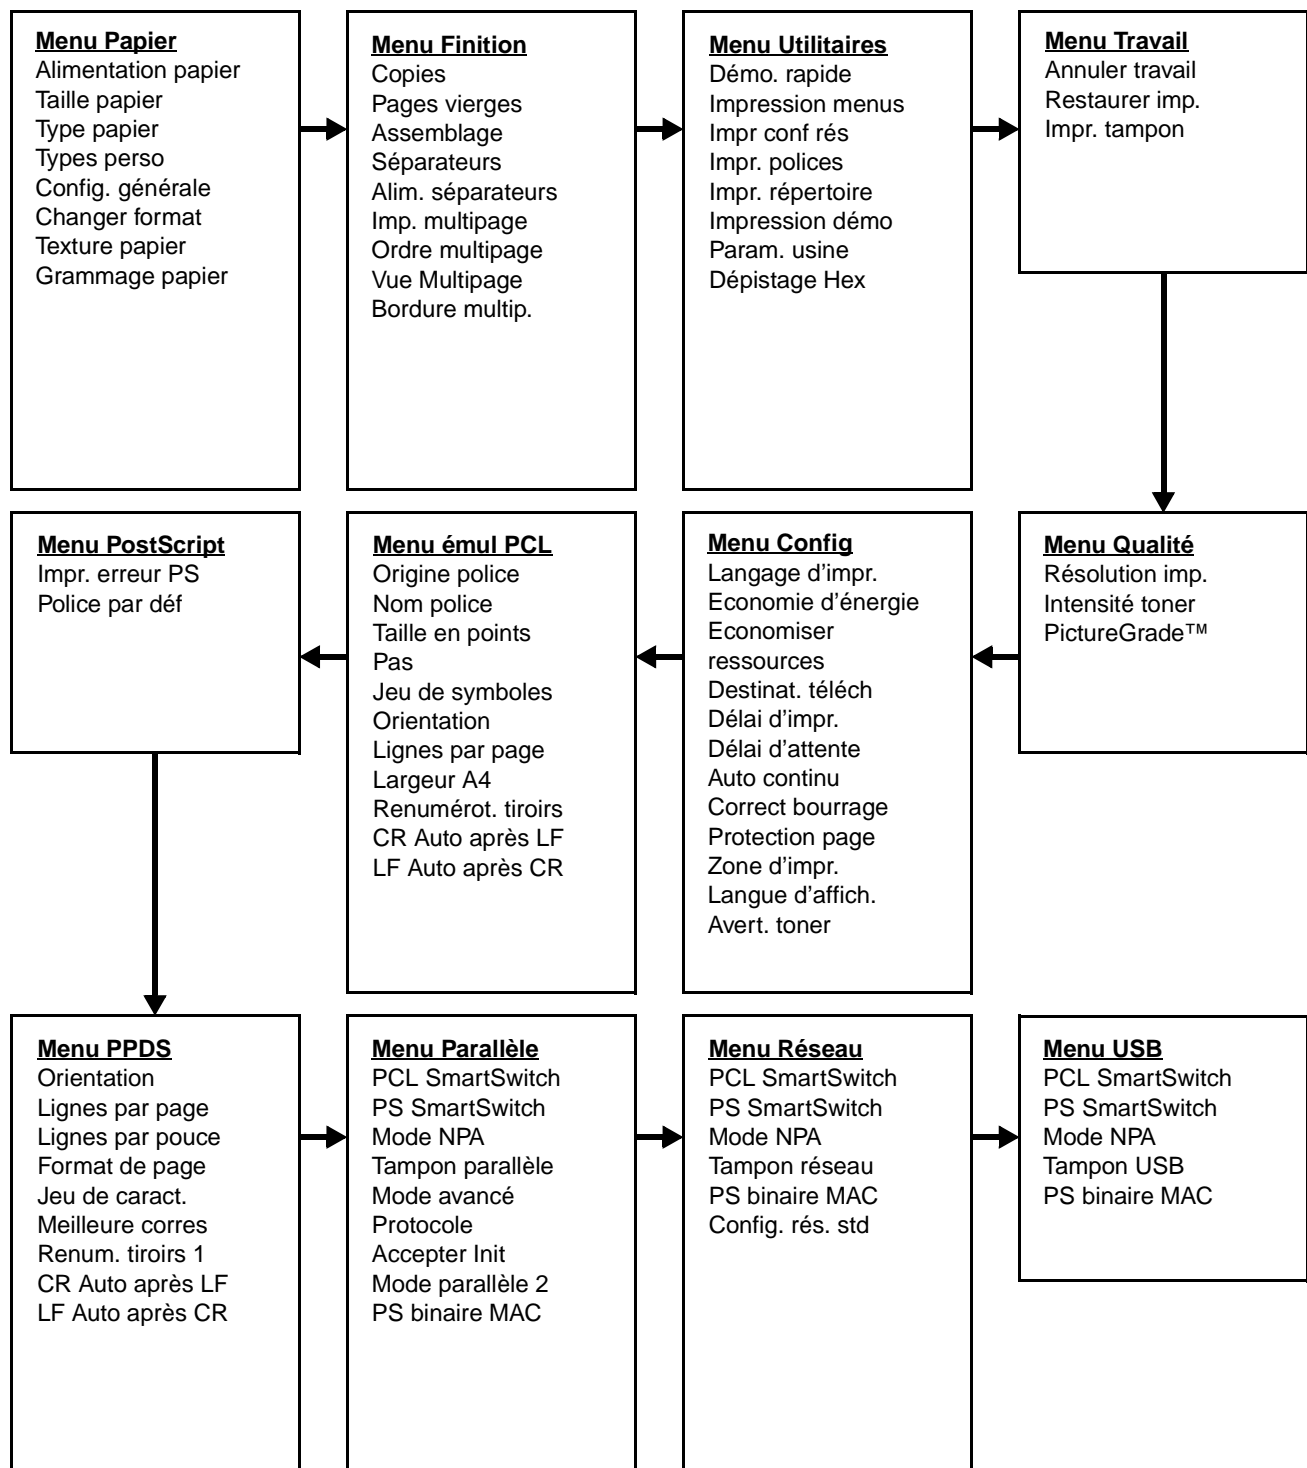 Menu Papier
Alimentation papier
Taille papier
Type papier
Types perso
Config. générale
Changer format
Texture papier
Grammage papier
Menu Finition
Copies
Pages vierges
Assemblage
Séparateurs
Alim. séparateurs
Imp. multipage
Ordre multipage
Vue Multipage
Bordure multip.
Menu Utilitaires
Démo. rapide
Impression menus
Impr conf rés
Impr. polices
Impr. répertoire
Impression démo
Param. usine
Dépistage Hex
Menu Travail
Annuler travail
Restaurer imp.
Impr. tampon
Menu Qualité
Résolution imp.
Intensité toner
PictureGrade™
Menu Config
Langage d’impr.
Economie d’énergie
Economiser
ressources
Destinat. téléch
Délai d’impr.
Délai d’attente
Auto continu
Correct bourrage
Protection page
Zone d’impr.
Langue d’affich.
Avert. toner
Menu émul PCL
Origine police
Nom police
Taille en points
Pas
Jeu de symboles
Orientation
Lignes par page
Largeur A4
Renumérot. tiroirs
CR Auto après LF
LF Auto après CR
Menu PostScript
Impr. erreur PS
Police par déf
Menu PPDS
Orientation
Lignes par page
Lignes par pouce
Format de page
Jeu de caract.
Meilleure corres
Renum. tiroirs 1
CR Auto après LF
LF Auto après CR
Menu Parallèle
PCL SmartSwitch
PS SmartSwitch
Mode NPA
Tampon parallèle
Mode avancé
Protocole
Accepter Init
Mode parallèle 2
PS binaire MAC
Menu Réseau
PCL SmartSwitch
PS SmartSwitch
Mode NPA
Tampon réseau
PS binaire MAC
Config. rés. std
Menu USB
PCL SmartSwitch
PS SmartSwitch
Mode NPA
Tampon USB
PS binaire MAC